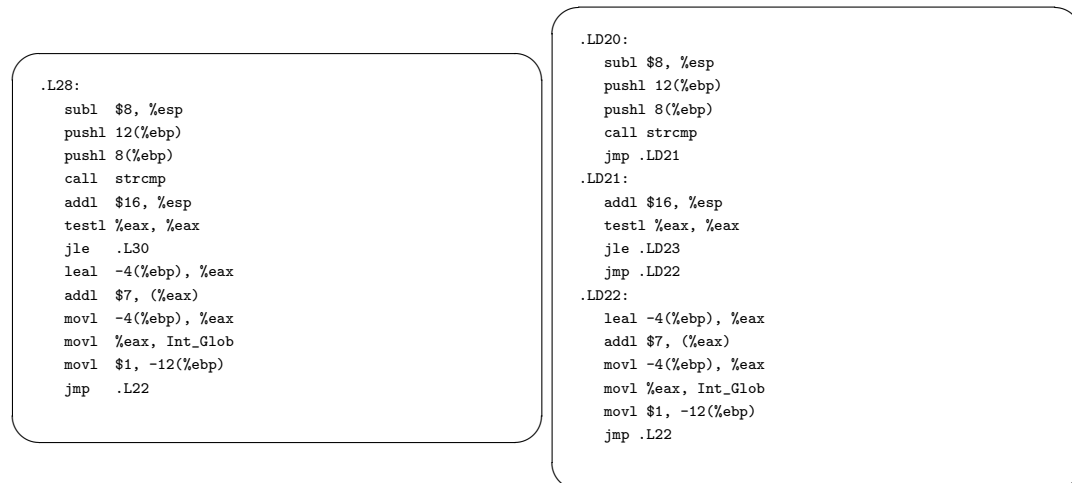 .L28:
subl $8, %esp
pushl 12(%ebp)
pushl 8(%ebp)
call strcmp
addl $16, %esp
testl %eax, %eax
jle .L30
leal -4(%ebp), %eax
addl $7, (%eax)
movl -4(%ebp), %eax
movl %eax, Int_Glob
movl $1, -12(%ebp)
jmp .L22
.LD20:
subl $8, %esp
pushl 12(%ebp)
pushl 8(%ebp)
call strcmp
jmp .LD21
.LD21:
addl $16, %esp
testl %eax, %eax
jle .LD23
jmp .LD22
.LD22:
leal -4(%ebp), %eax
addl $7, (%eax)
movl -4(%ebp), %eax
movl %eax, Int_Glob
movl $1, -12(%ebp)
jmp .L22